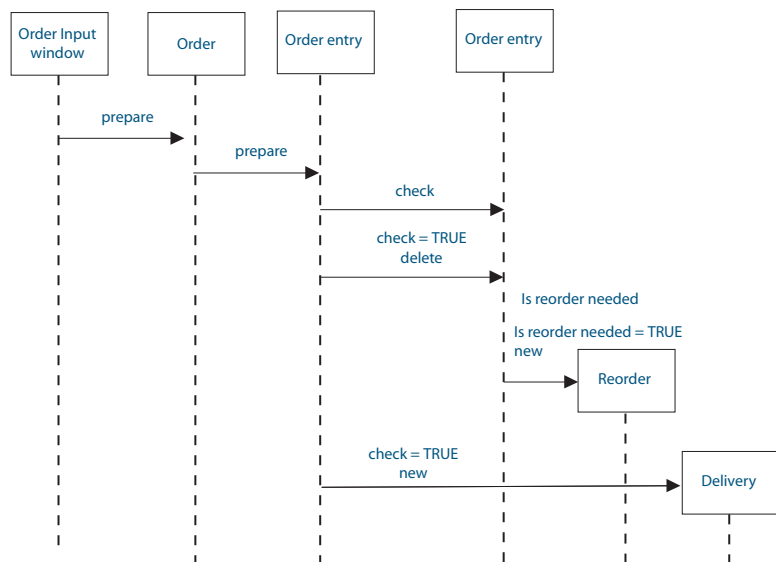 Order Input
window
Order
Order entry
Order entry
prepare
prepare
check
check = TRUE
delete
Is reorder needed
Is reorder needed = TRUE
new
Reorder
check = TRUE
new
Delivery